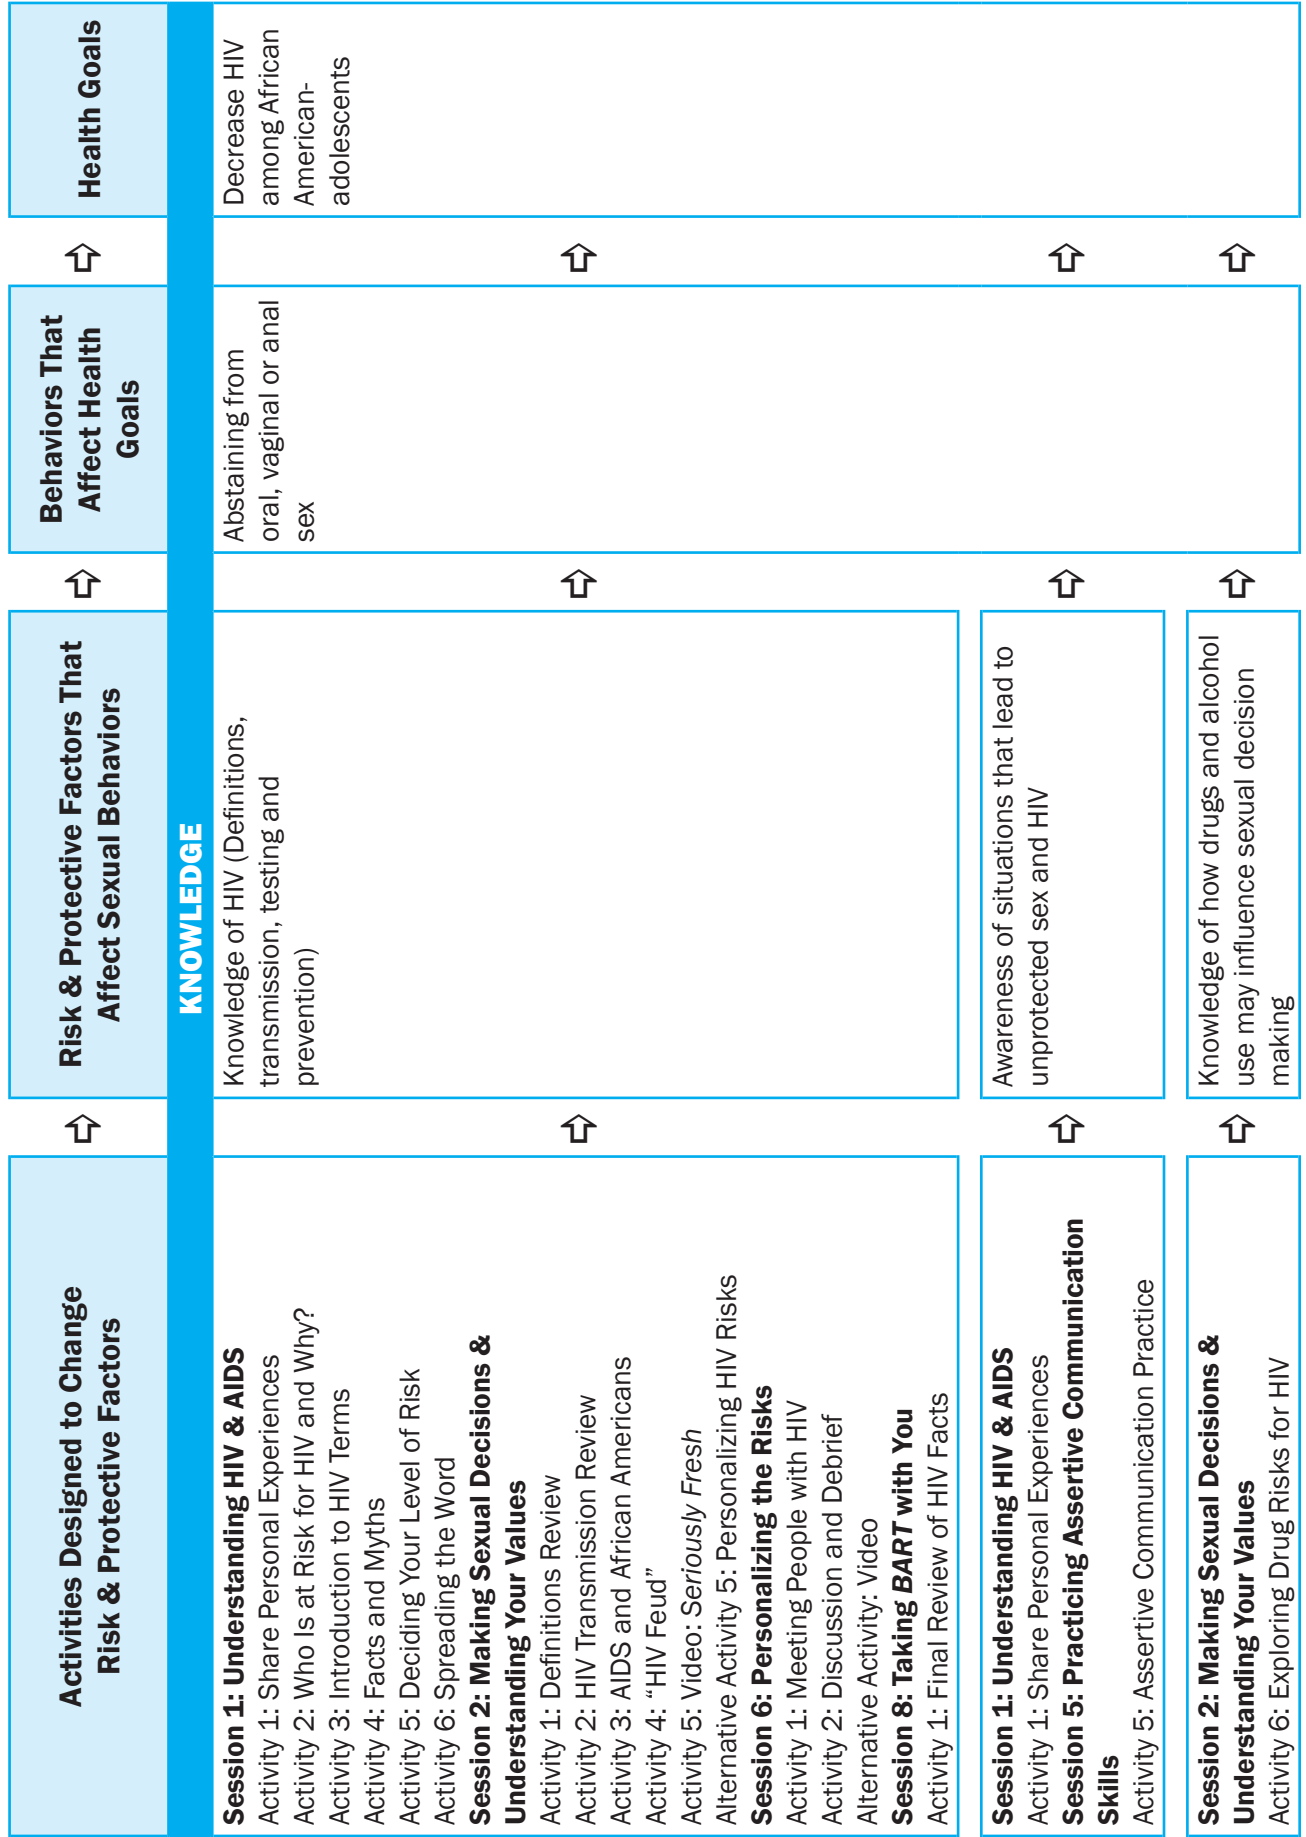 Activities Designed to Change
Risk & Protective Factors
Risk & Protective Factors That
Affect Sexual Behaviors
Behaviors That
Affect Health
Goals
Health Goals
KNOWLEDGE
Session 1: Understanding HIV & AIDS
Activity 1: Share Personal Experiences
Activity 2: Who Is at Risk for HIV and Why?
Activity 3: Introduction to HIV Terms
Activity 4: Facts and Myths
Activity 5: Deciding Your Level of Risk
Activity 6: Spreading the Word
Session 2: Making Sexual Decisions &
Understanding Your Values
Activity 1: Definitions Review
Activity 2: HIV Transmission Review
Activity 3: AIDS and African Americans
Activity 4: “HIV Feud”
Activity 5: Video: Seriously Fresh
Alternative Activity 5: Personalizing HIV Risks
Session 6: Personalizing the Risks
Activity 1: Meeting People with HIV
Activity 2: Discussion and Debrief
Alternative Activity: Video
Session 8: Taking BART with You
Activity 1: Final Review of HIV Facts
Knowledge of HIV (Definitions,
transmission, testing and
prevention)
Abstaining from
oral, vaginal or anal
sex
Decrease HIV
among African
American-
adolescents
Session 1: Understanding HIV & AIDS
Activity 1: Share Personal Experiences
Session 5: Practicing Assertive Communication
Skills
Activity 5: Assertive Communication Practice
Awareness of situations that lead to
unprotected sex and HIV
Session 2: Making Sexual Decisions &
Understanding Your Values
Activity 6: Exploring Drug Risks for HIV
Knowledge of how drugs and alcohol
use may influence sexual decision
making